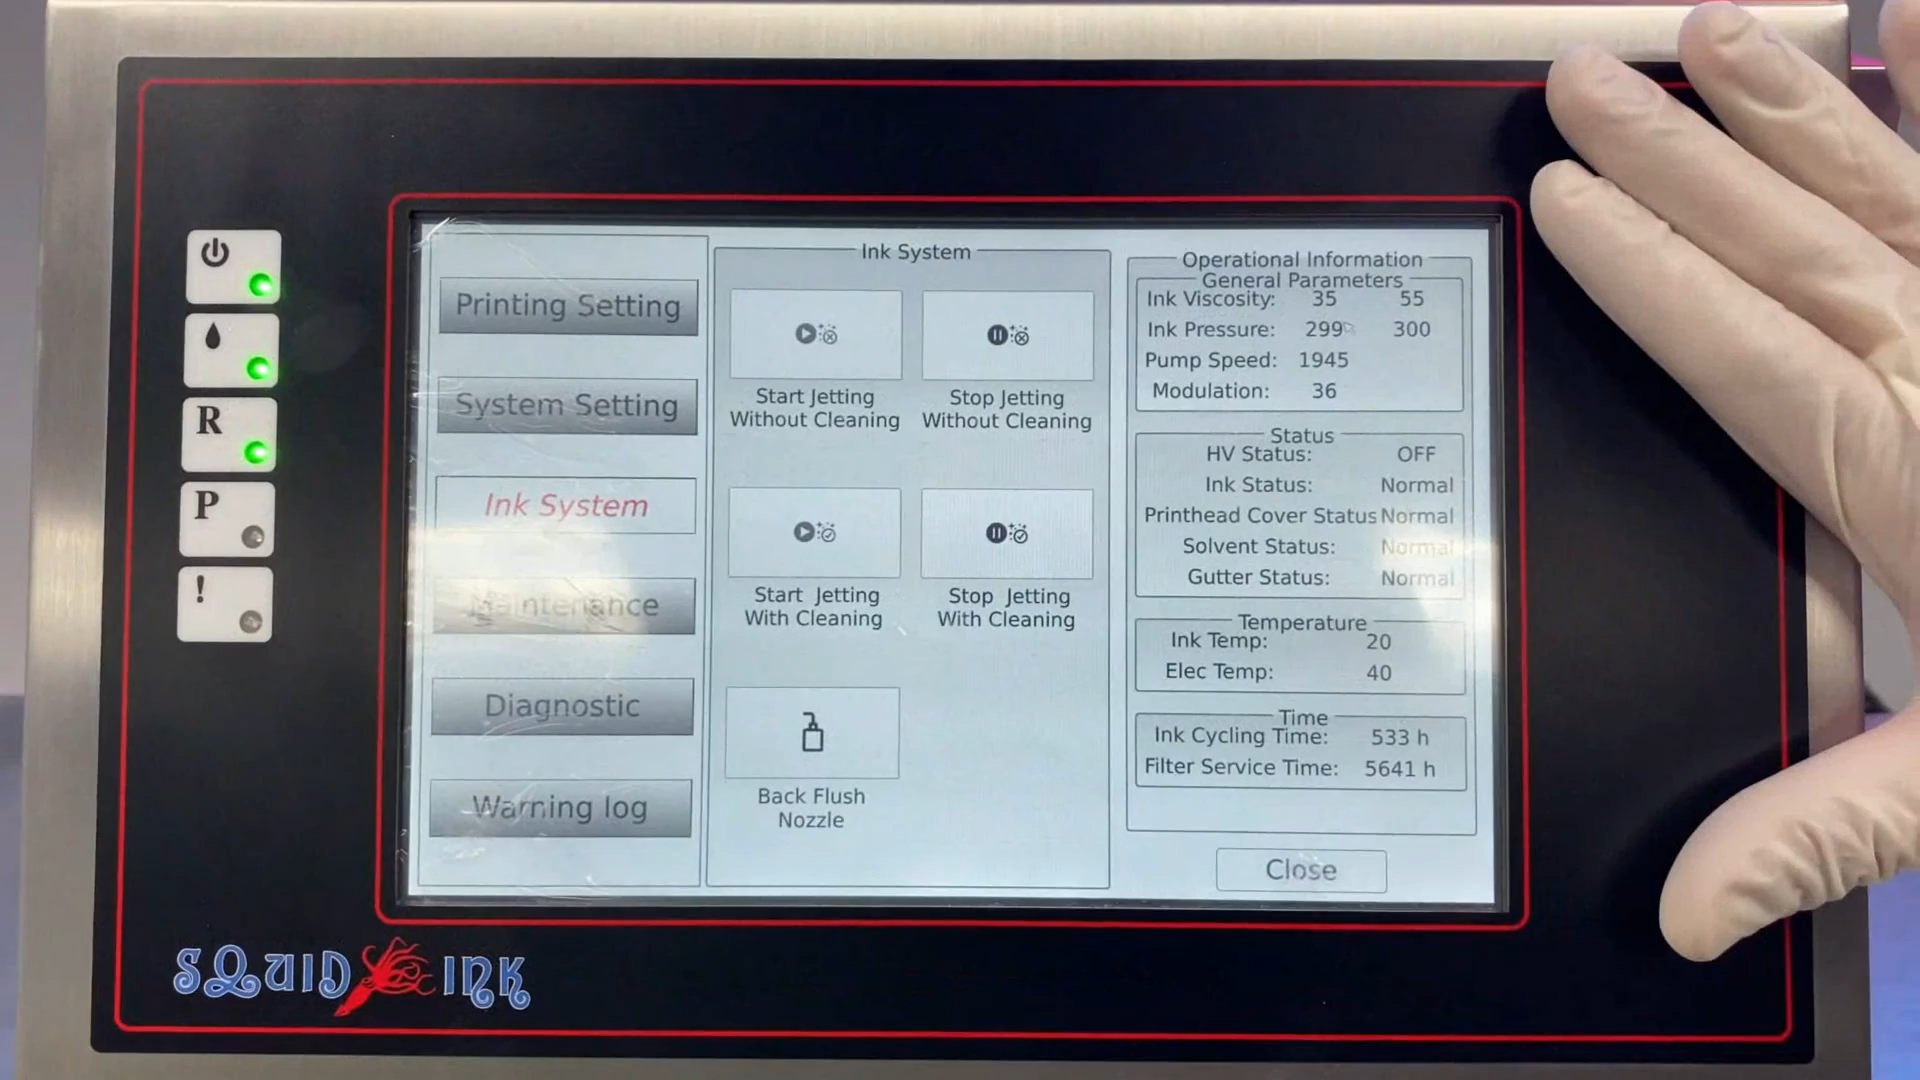 R
P
!
Printing Setting
System Setting
Ink System
Maintenance
Diagnostic
Warning log
Ink System
Start Jetting
Without Cleaning
Stop Jetting
Without Cleaning
Start Jetting
With Cleaning
Stop Jetting
With Cleaning
Back Flush
Nozzle
Operational Information
General Parameters
Ink Viscosity: 35 55
Ink Pressure: 299 300
Pump Speed: 1945
Modulation: 36
Status
HV Status: OFF
Ink Status: Normal
Printhead Cover Status Normal
Solvent Status: Normal
Gutter Status: Normal
Temperature
Ink Temp: 20
Elec Temp: 40
Time
Ink Cycling Time: 533 h
Filter Service Time: 5641 h
Close
SQUID INK